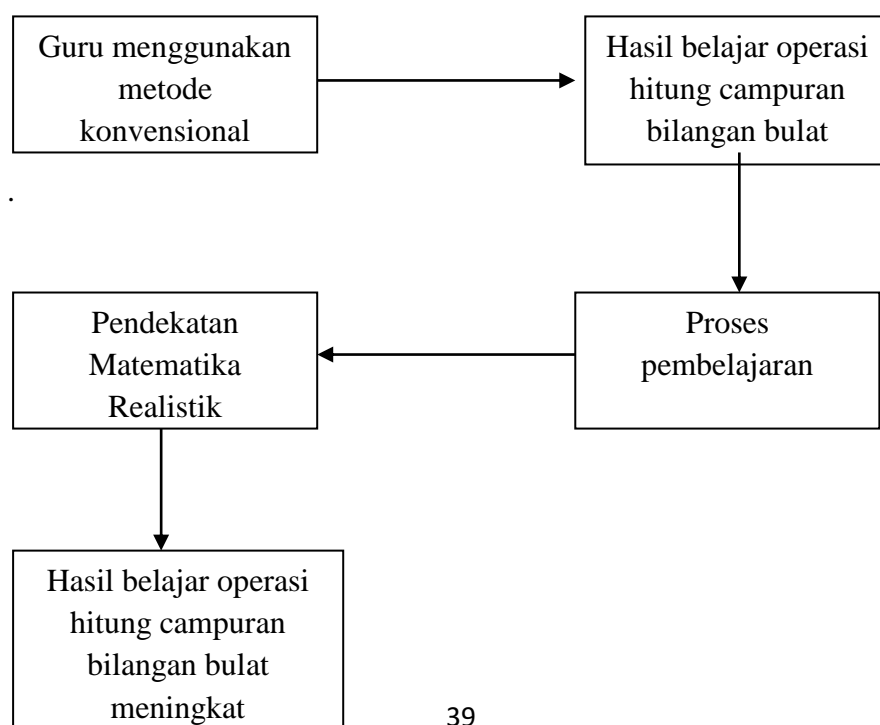 Guru menggunakan
metode
konvensional
Hasil belajar operasi
hitung campuran
bilangan bulat
.
Proses
pembelajaran
Pendekatan
Matematika
Realistik
Hasil belajar operasi
hitung campuran
bilangan bulat
meningkat
39